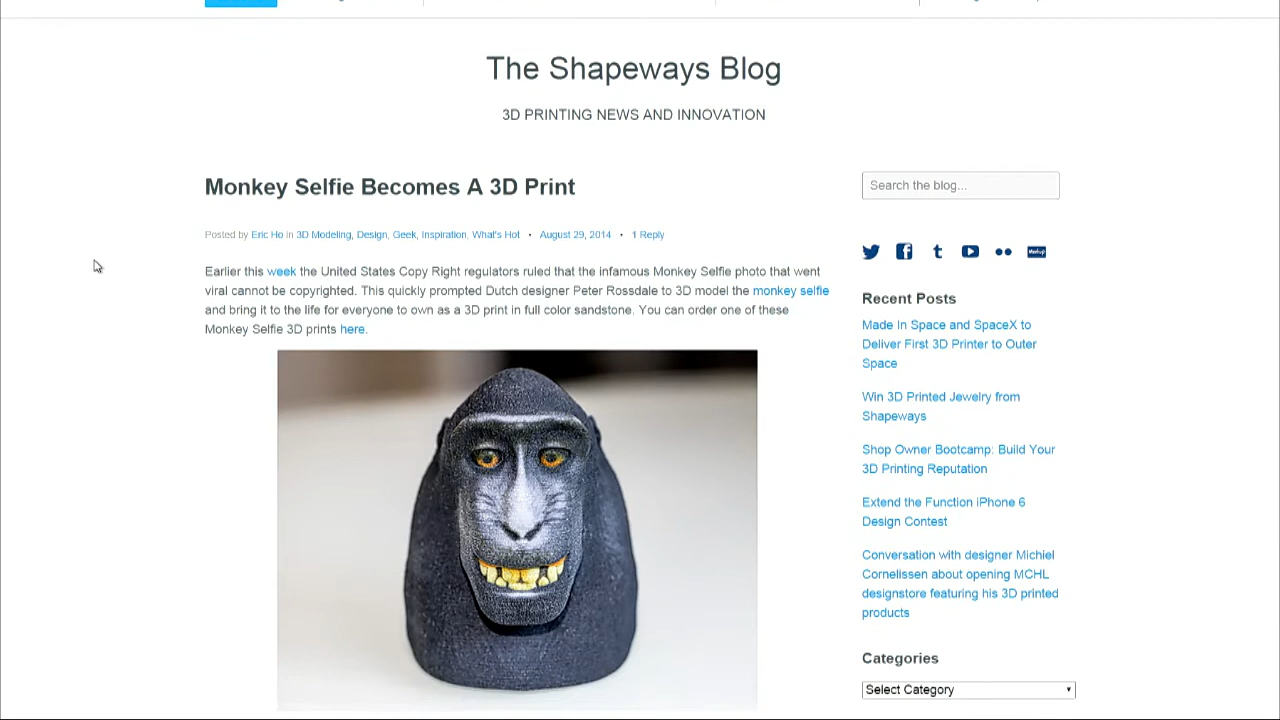 The Shapeways Blog
3D PRINTING NEWS AND INNOVATION
Monkey Selfie Becomes A 3D Print
Posted by Eric Ho in 3D Modeling, Design, Geek, Inspiration, What's Hot • August 29, 2014 • 1 Reply
Earlier this week the United States Copy Right regulators ruled that the infamous Monkey Selfie photo that went
viral cannot be copyrighted. This quickly prompted Dutch designer Peter Rossdale to 3D model the monkey selfie
and bring it to the life for everyone to own as a 3D print in full color sandstone. You can order one of these
Monkey Selfie 3D prints here.
Search the blog...
Meetup
Recent Posts
Made In Space and SpaceX to
Deliver First 3D Printer to Outer
Space
Win 3D Printed Jewelry from
Shapeways
Shop Owner Bootcamp: Build Your
3D Printing Reputation
Extend the Function iPhone 6
Design Contest
Conversation with designer Michiel
Cornelissen about opening MCHL
designstore featuring his 3D printed
products
Categories
Select Category